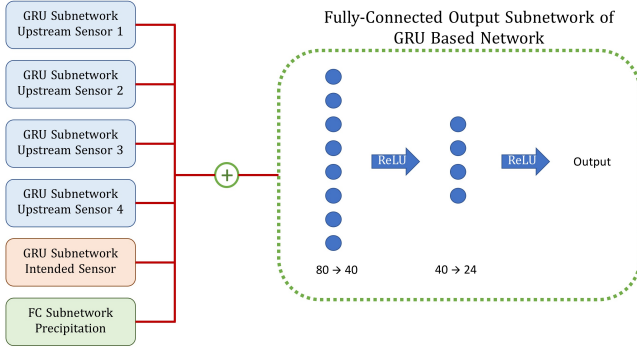 GRU Subnetwork
Upstream Sensor 1
GRU Subnetwork
Upstream Sensor 2
GRU Subnetwork
Upstream Sensor 3
GRU Subnetwork
Upstream Sensor 4
GRU Subnetwork
Intended Sensor
FC Subnetwork
Precipitation
+
Fully-Connected Output Subnetwork of
GRU Based Network
ReLU
ReLU
Output
80 → 40
40 → 24